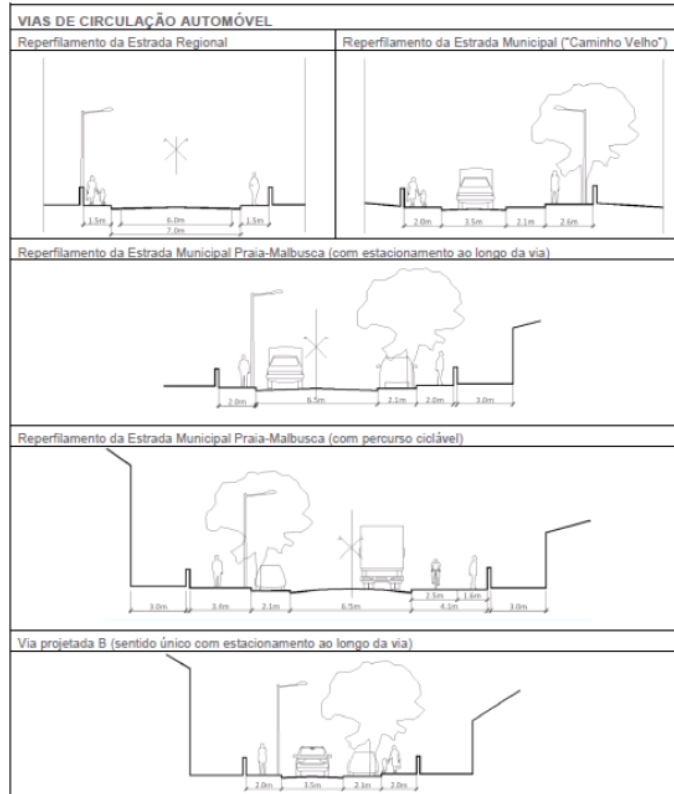 VIAS DE CIRCULAÇÃO AUTOMÓVEL
Reperfilamento da Estrada Regional
Reperfilamento da Estrada Municipal ("Caminho Velho")
1.5m 6.0m 1.5m
7.0m
2.0m 3.5m 2.1m 2.6m
Reperfilamento da Estrada Municipal Praia-Malbusca (com estacionamento ao longo da via)
2.0m 6.5m 2.1m 2.0m 3.0m
Reperfilamento da Estrada Municipal Praia-Malbusca (com percurso ciclável)
2.5m 1.6m
3.0m 2.1m 6.5m 4.1m 3.0m
Via projetada B (sentido único com estacionamento ao longo da via)
2.0m 3.5m 2.1m 2.0m